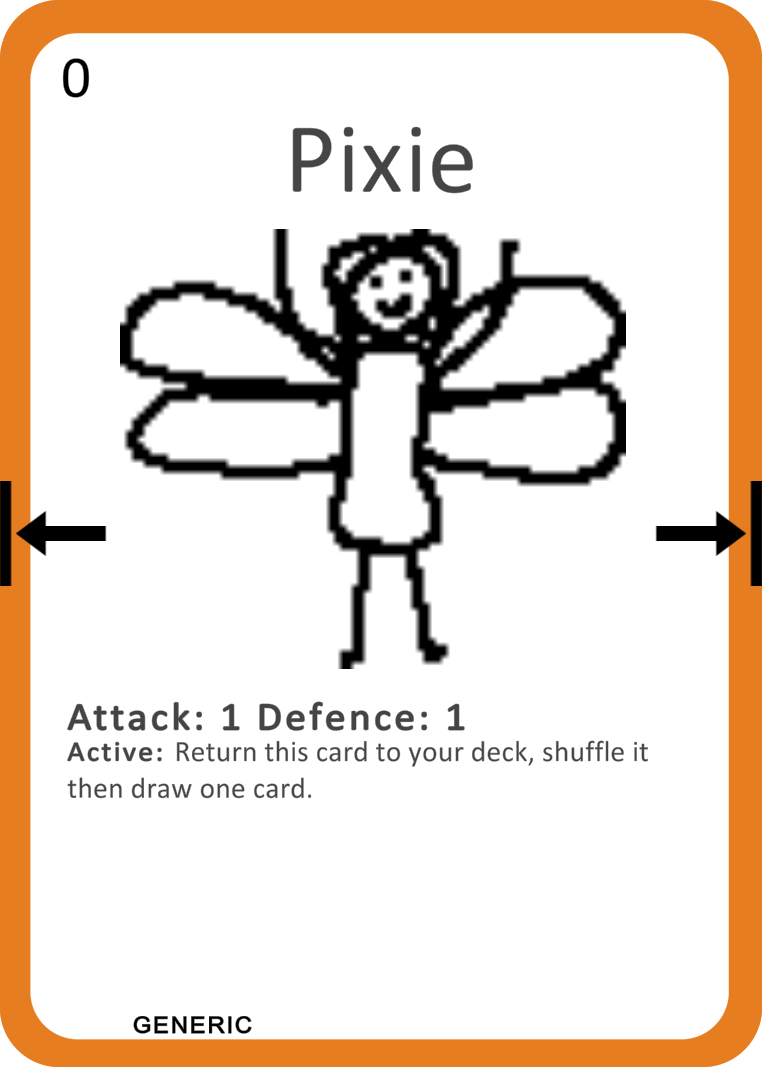 0
Pixie
Attack: 1 Defence: 1
Active: Return this card to your deck, shuffle it
then draw one card.
GENERIC